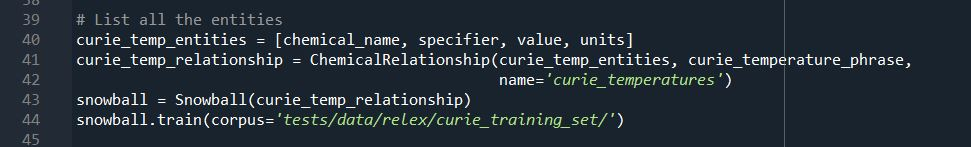 39 # List all the entities
40 curie_temp_entities = [chemical_name, specifier, value, units]
41 curie_temp_relationship = ChemicalRelationship(curie_temp_entities, curie_temperature_phrase,
42 name='curie_temperatures')
43 snowball = Snowball(curie_temp_relationship)
44 snowball.train(corpus='tests/data/relex/curie_training_set/')
45